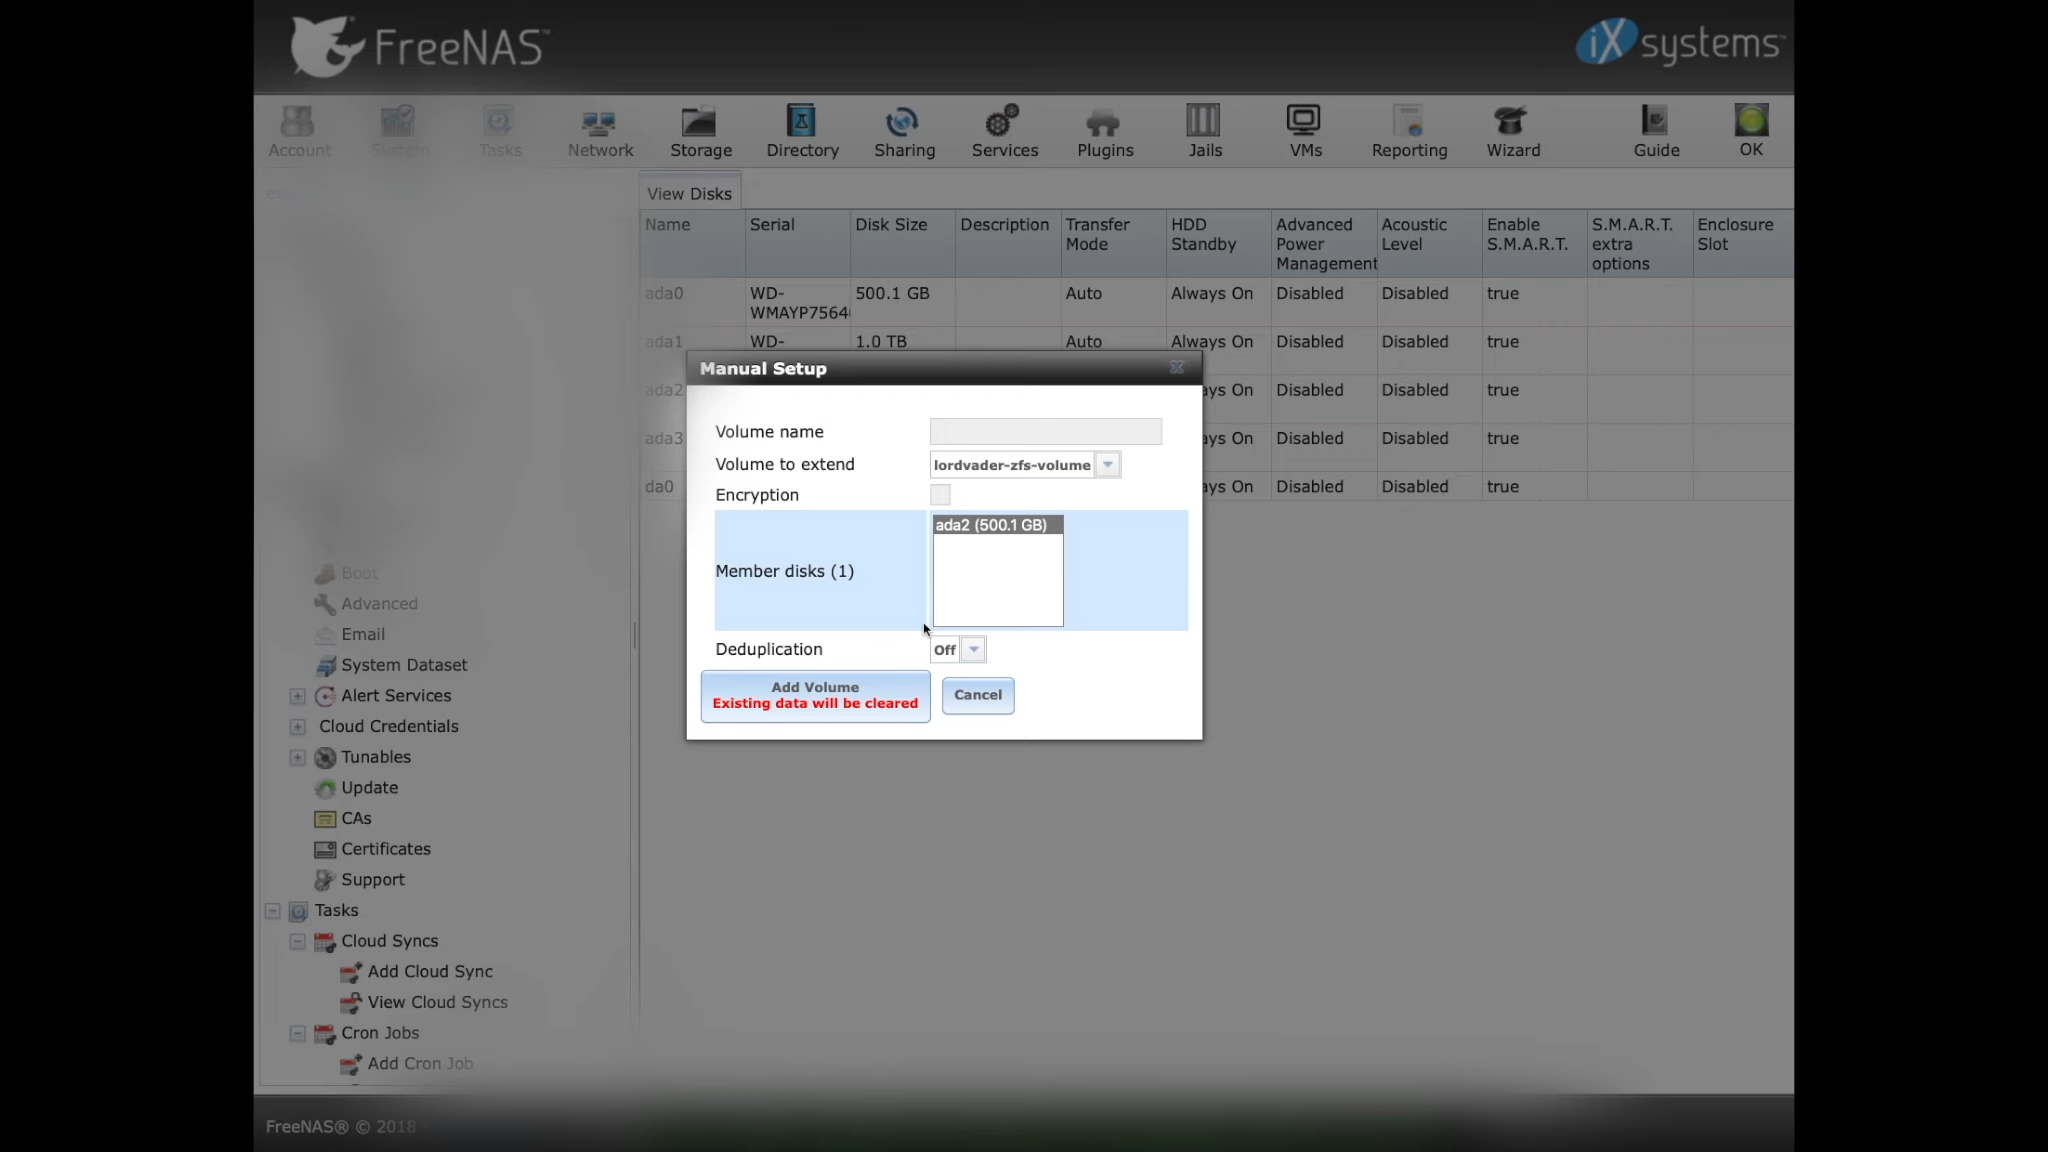 FreeNAS™
iXsystems™
Account
System
Tasks
Network
Storage
Directory
Sharing
Services
Plugins
Jails
VMs
Reporting
Wizard
Guide
OK
View Disks
Name
Serial
Disk Size
Description
Transfer
Mode
HDD
Standby
Advanced
Power
Management
Acoustic
Level
Enable
S.M.A.R.T.
S.M.A.R.T.
extra
options
Enclosure
Slot
ada0
WD-
WMAYP7564
500.1 GB
Auto
Always On
Disabled
Disabled
true
ada1
WD-
1.0 TB
Auto
Always On
Disabled
Disabled
true
ada2
ays On
Disabled
Disabled
true
ada3
ays On
Disabled
Disabled
true
da0
ays On
Disabled
Disabled
true
Manual Setup
Volume name
Volume to extend
lordvader-zfs-volume
Encryption
Member disks (1)
ada2 (500.1 GB)
Deduplication
Off
Add Volume
Existing data will be cleared
Cancel
Boot
Advanced
Email
System Dataset
Alert Services
Cloud Credentials
Tunables
Update
CAs
Certificates
Support
Tasks
Cloud Syncs
Add Cloud Sync
View Cloud Syncs
Cron Jobs
Add Cron Job
FreeNAS® © 2018